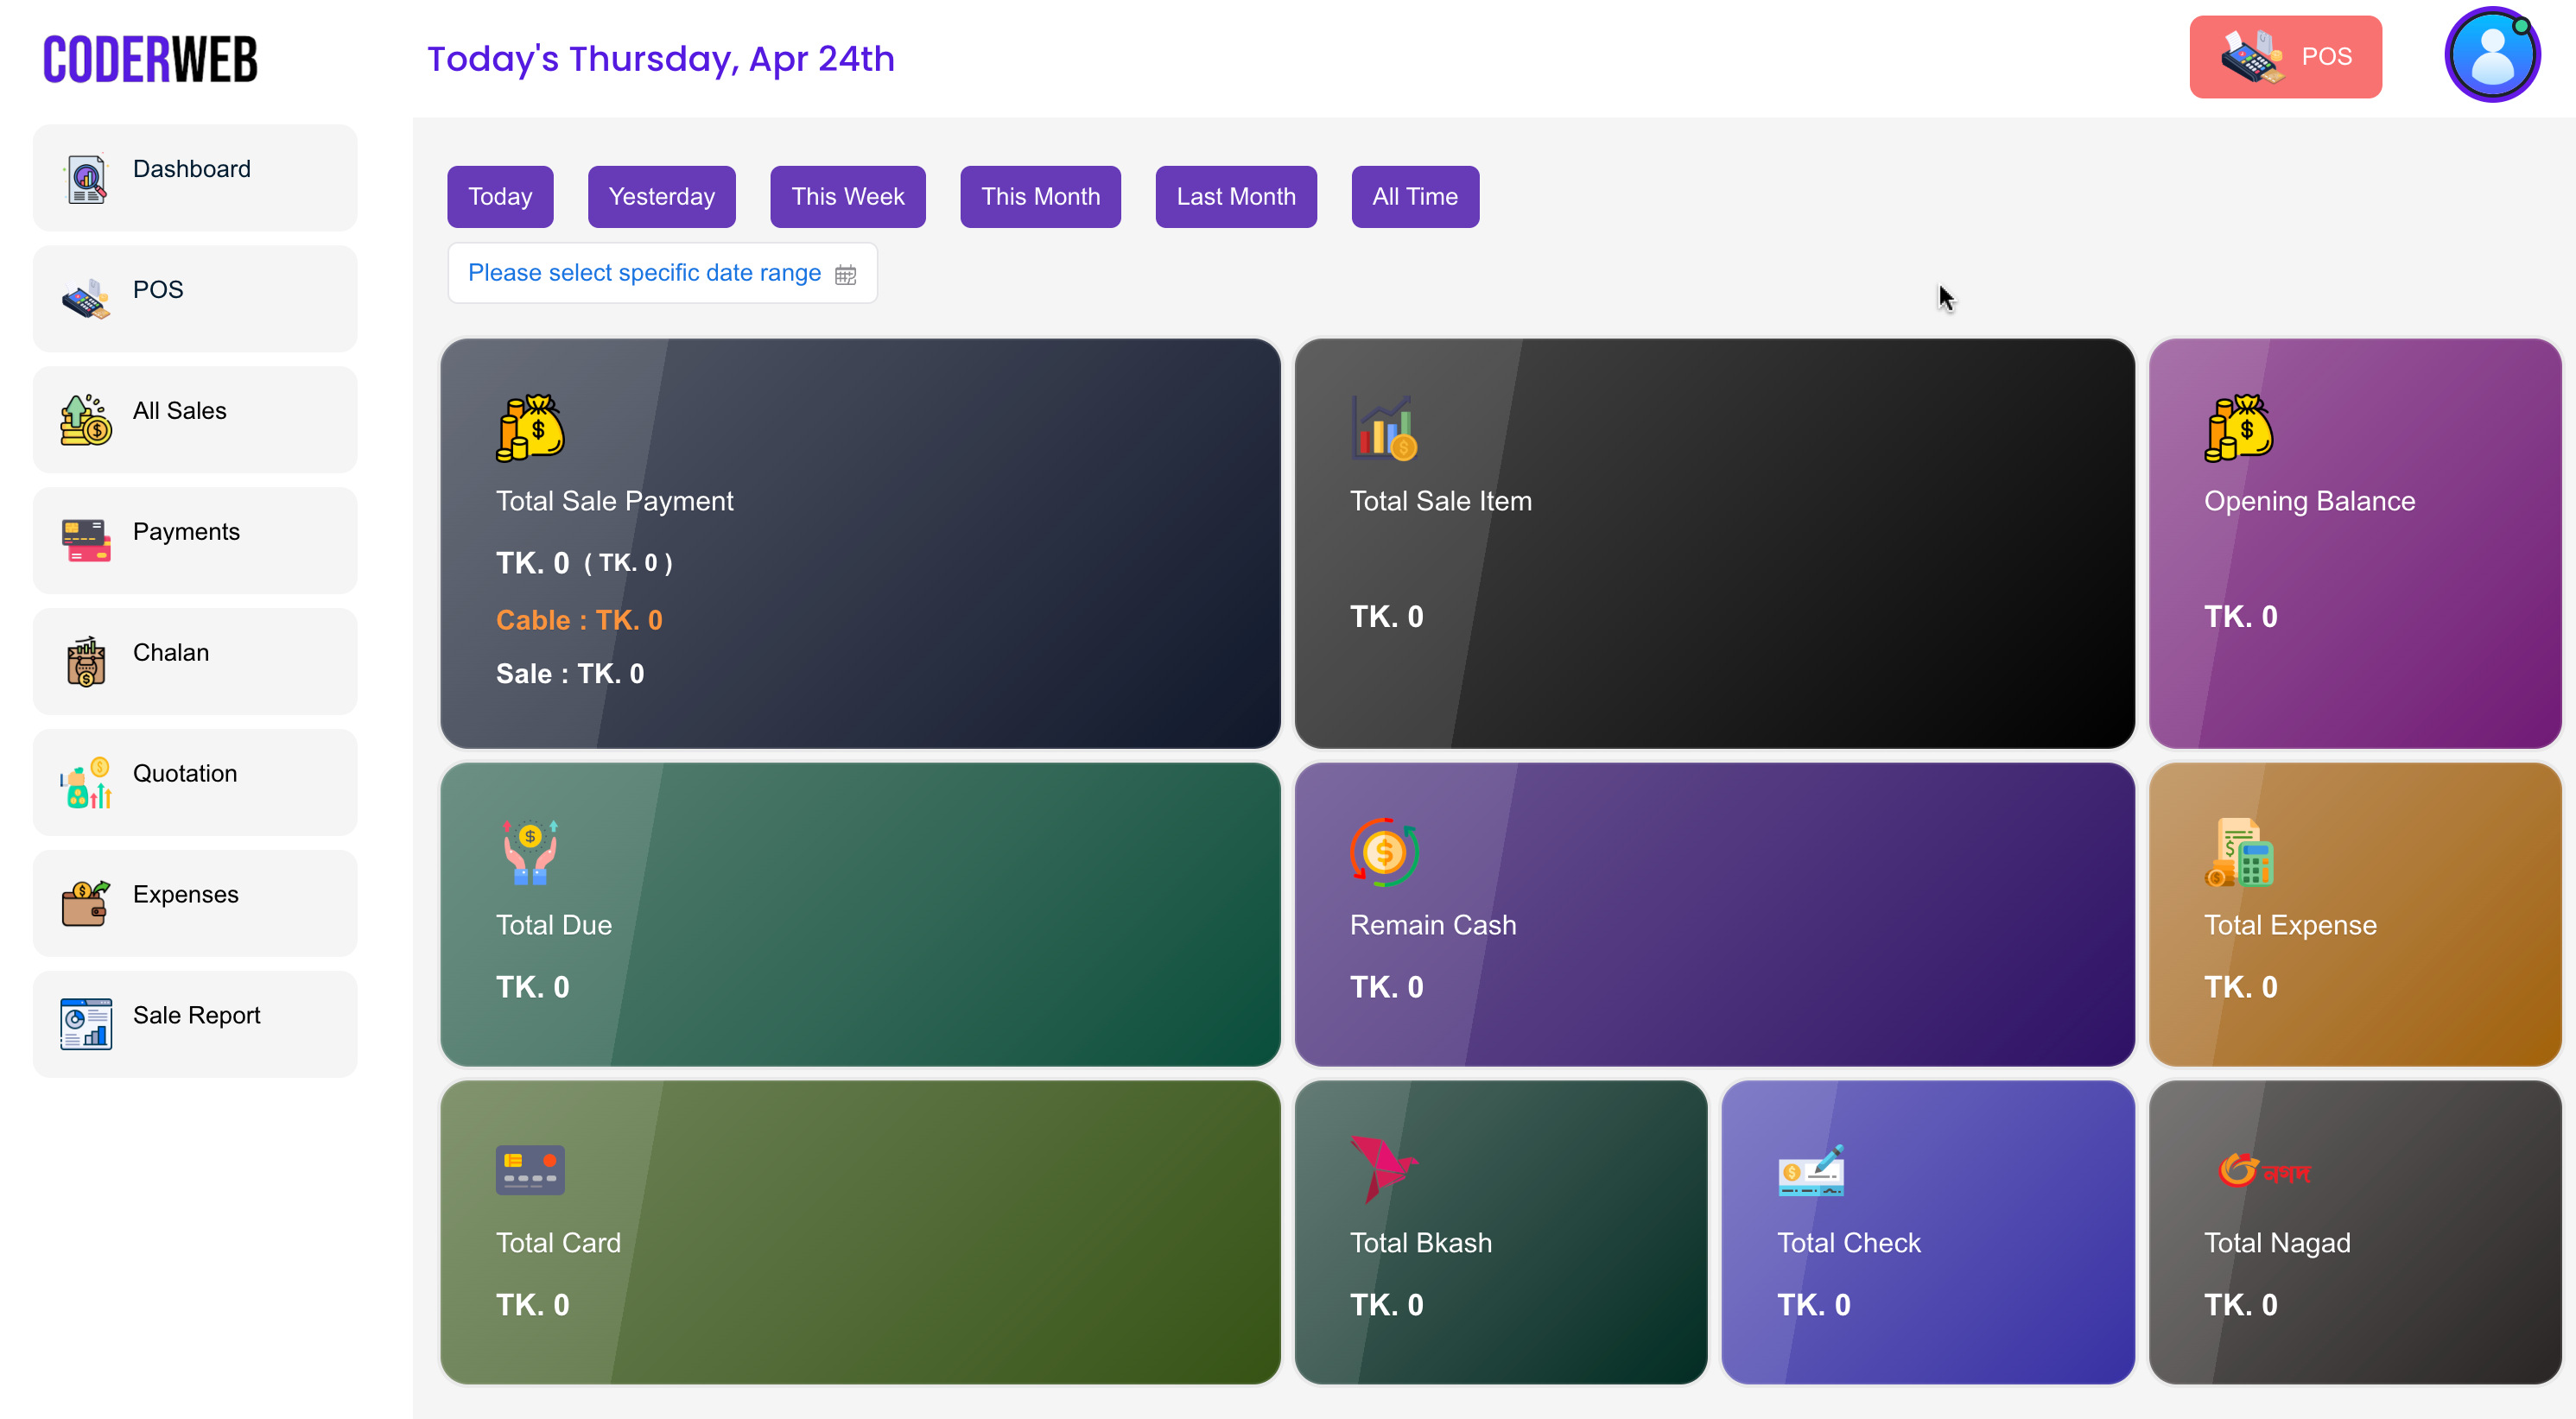 CODERWEB
Today's Thursday, Apr 24th
POS
Dashboard
POS
All Sales
Payments
Chalan
Quotation
Expenses
Sale Report
Today
Yesterday
This Week
This Month
Last Month
All Time
Please select specific date range
Total Sale Payment
TK. 0 ( TK. 0 )
Cable : TK. 0
Sale : TK. 0
Total Sale Item
TK. 0
Opening Balance
TK. 0
Total Due
TK. 0
Remain Cash
TK. 0
Total Expense
TK. 0
Total Card
TK. 0
Total Bkash
TK. 0
Total Check
TK. 0
নগদ
Total Nagad
TK. 0